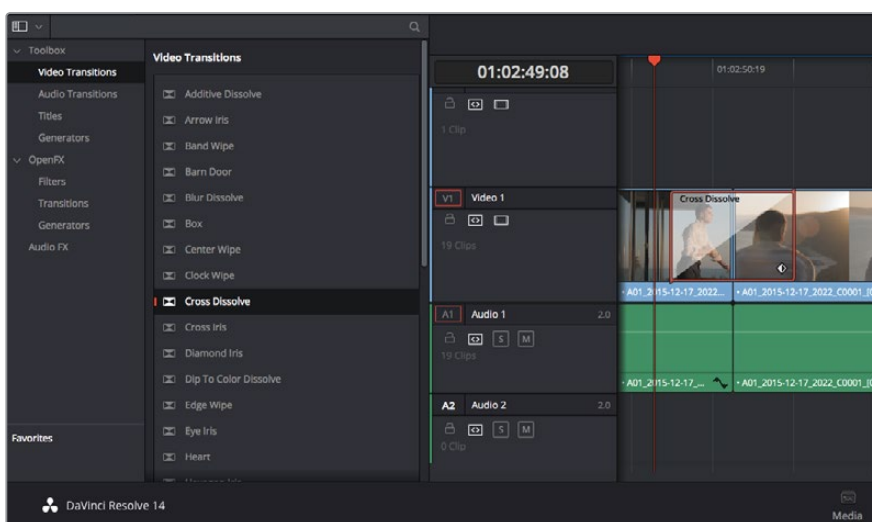 Toolbox
Video Transitions
Audio Transitions
Titles
Generators
OpenFX
Filters
Transitions
Generators
Audio FX
Favorites
Video Transitions
Additive Dissolve
Arrow Iris
Band Wipe
Barn Door
Blur Dissolve
Box
Center Wipe
Clock Wipe
Cross Dissolve
Cross Iris
Diamond Iris
Dip To Color Dissolve
Edge Wipe
Eye Iris
Heart
01:02:49:08
1 Clip
V1 Video 1
19 Clips
A1 Audio 1 2.0
S M
19 Clips
A2 Audio 2 2.0
S M
0 Clip
01:02:50:19
Cross Dissolve
A01_2015-12-17_2022... A01_2015-12-17_2022_C0001_
A01_2015-12-17_... A01_2015-12-17_2022_C0001_
DaVinci Resolve 14
Media